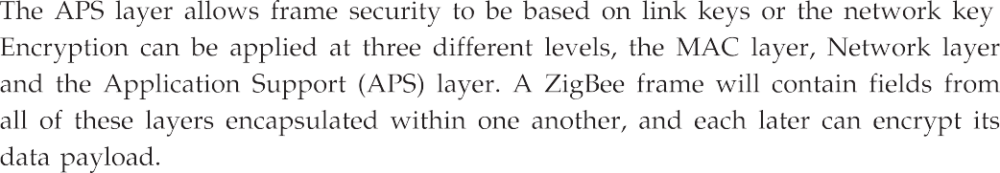 The APS layer allows frame security to be based on link keys or the network key
Encryption can be applied at three different levels, the MAC layer, Network layer
and the Application Support (APS) layer. A ZigBee frame will contain fields from
all of these layers encapsulated within one another, and each later can encrypt its
data payload.